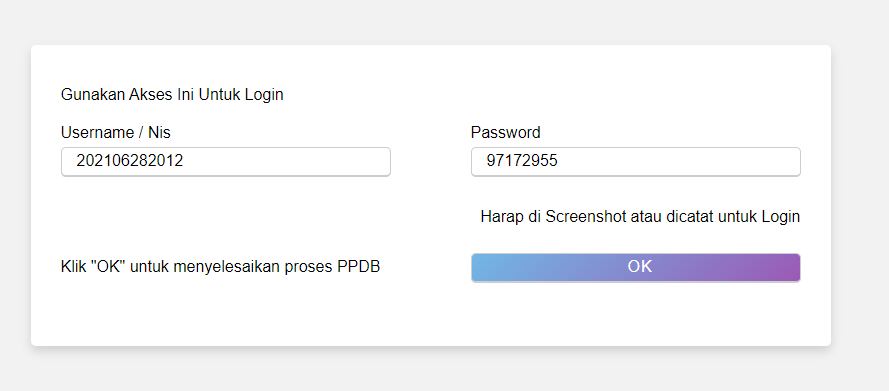 Gunakan Akses Ini Untuk Login
Username / Nis
Password
202106282012
97172955
Harap di Screenshot atau dicatat untuk Login
Klik "OK" untuk menyelesaikan proses PPDB
OK